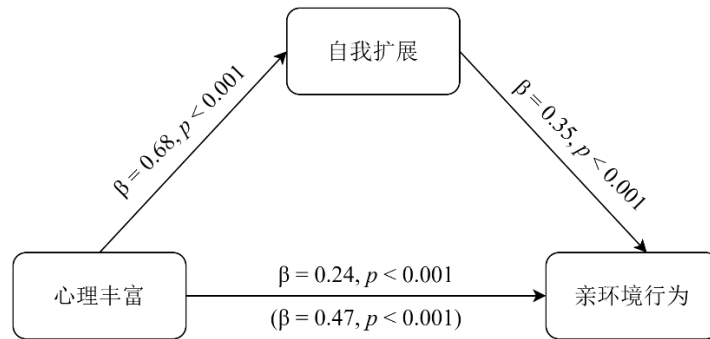 自我扩展
β = 0.68, p < 0.001
β = 0.35, p < 0.001
心理丰富
β = 0.24, p < 0.001
(β = 0.47, p < 0.001)
亲环境行为